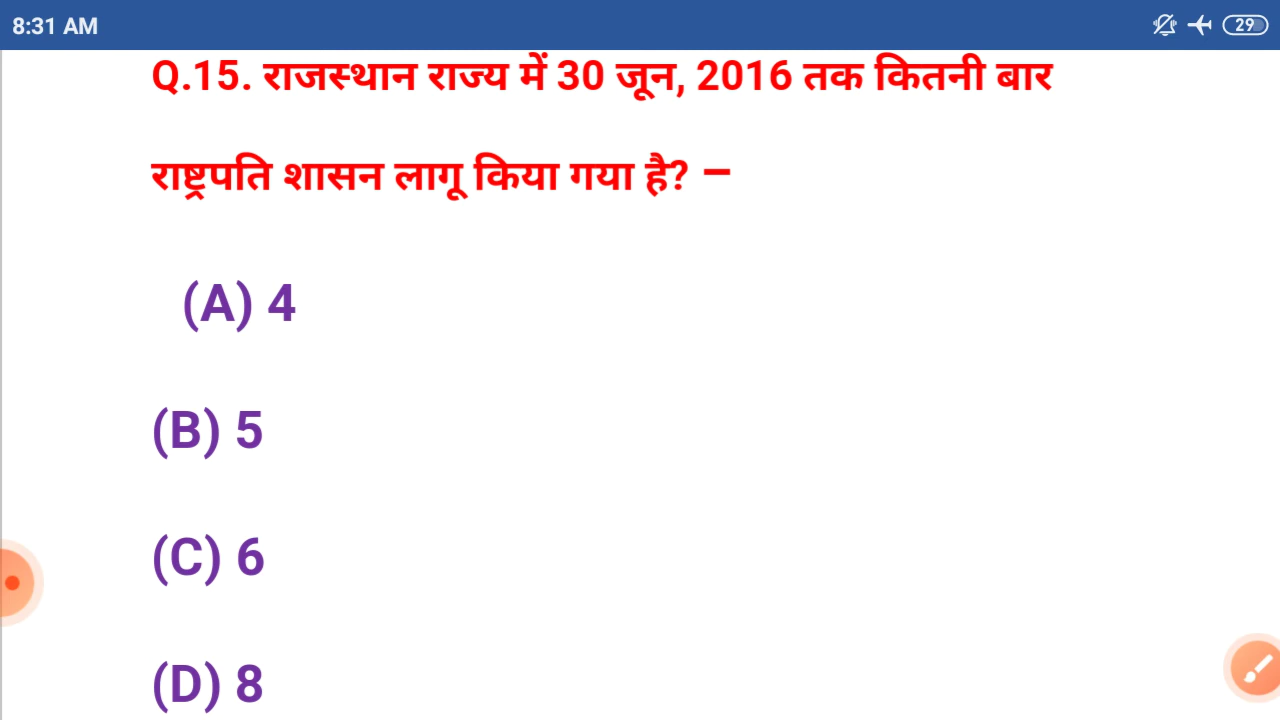 8:31 AM
29
Q.15. राजस्थान राज्य में 30 जून, 2016 तक कितनी बार
राष्ट्रपति शासन लागू किया गया है? –
(A) 4
(B) 5
(C) 6
(D) 8